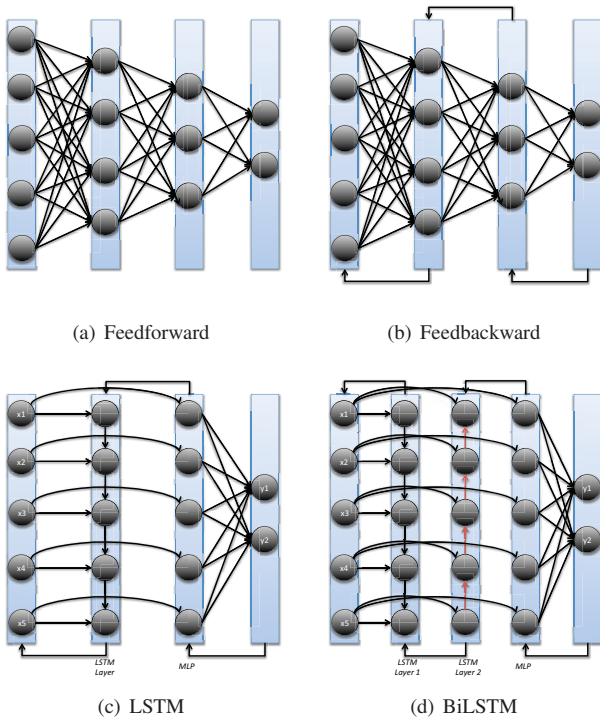 (a) Feedforward
(b) Feedbackward
x1
x2
x3
x4
x5
y1
y2
LSTM
Layer
MLP
(c) LSTM
x1
x2
x3
x4
x5
y1
y2
LSTM
Layer 1
LSTM
Layer 2
MLP
(d) BiLSTM